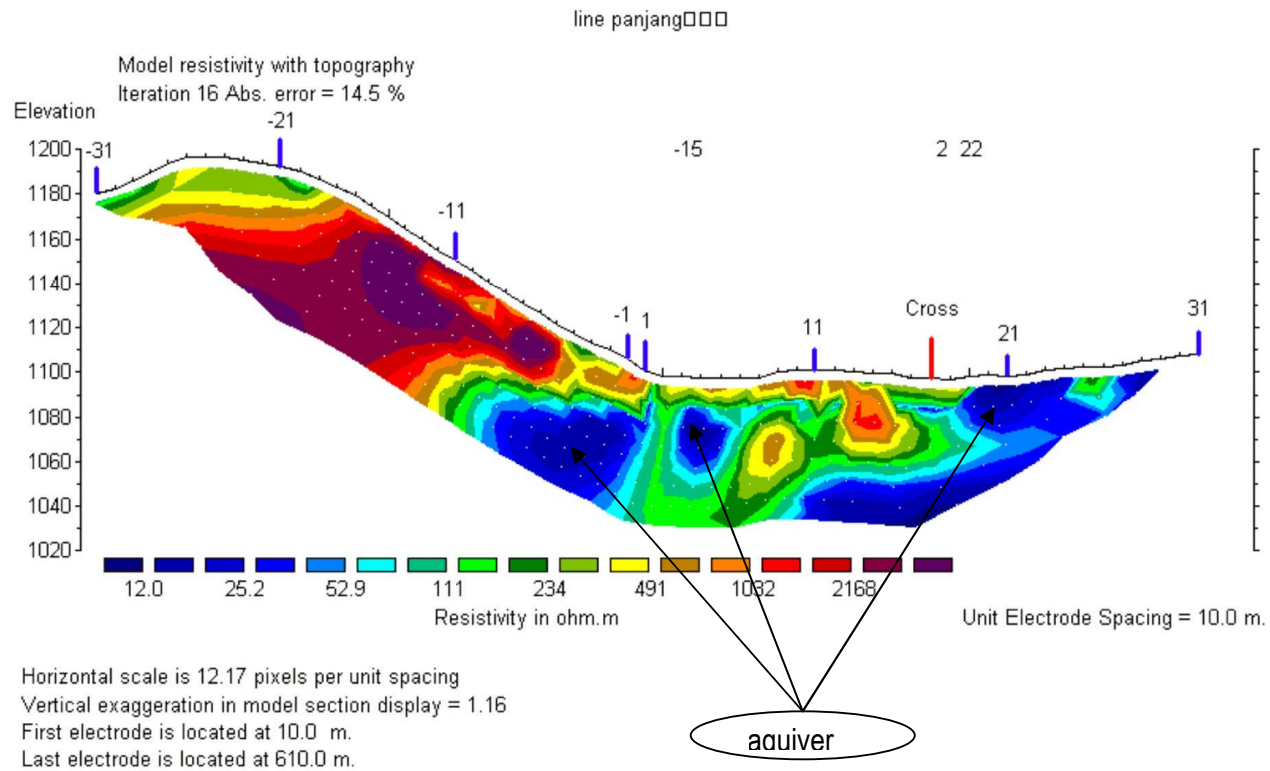 line panjang□□□
Model resistivity with topography
Iteration 16 Abs. error = 14.5 %
Elevation
-31
-21
-11
-1
1
11
Cross
21
31
-15
2 22
1200
1180
1160
1140
1120
1100
1080
1060
1040
1020
12.0 25.2 52.9 111 234 491 1032 2168
Resistivity in ohm.m
Unit Electrode Spacing = 10.0 m.
Horizontal scale is 12.17 pixels per unit spacing
Vertical exaggeration in model section display = 1.16
First electrode is located at 10.0 m.
Last electrode is located at 610.0 m.
aquiver